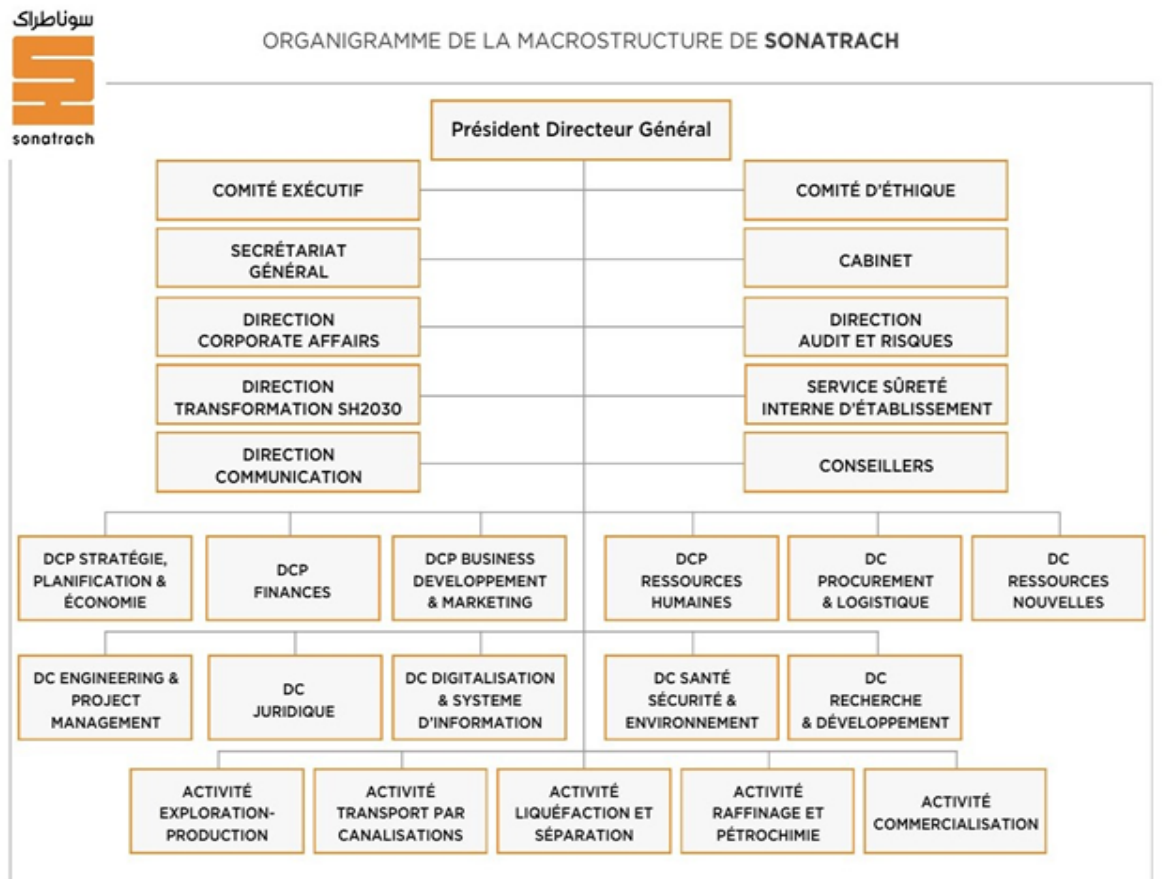 سوناطراك
sonatrach
ORGANIGRAMME DE LA MACROSTRUCTURE DE SONATRACH
Président Directeur Général
COMITÉ EXÉCUTIF
COMITÉ D'ÉTHIQUE
SECRÉTARIAT
GÉNÉRAL
CABINET
DIRECTION
CORPORATE AFFAIRS
DIRECTION
AUDIT ET RISQUES
DIRECTION
TRANSFORMATION SH2030
SERVICE SÛRETÉ
INTERNE D'ÉTABLISSEMENT
DIRECTION
COMMUNICATION
CONSEILLERS
DCP STRATÉGIE,
PLANIFICATION &
ÉCONOMIE
DCP
FINANCES
DCP BUSINESS
DEVELOPPEMENT
& MARKETING
DCP
RESSOURCES
HUMAINES
DC
PROCUREMENT
& LOGISTIQUE
DC
RESSOURCES
NOUVELLES
DC ENGINEERING &
PROJECT
MANAGEMENT
DC
JURIDIQUE
DC DIGITALISATION
& SYSTEME
D'INFORMATION
DC SANTÉ
SÉCURITÉ &
ENVIRONNEMENT
DC
RECHERCHE
& DÉVELOPPEMENT
ACTIVITÉ
EXPLORATION-
PRODUCTION
ACTIVITÉ
TRANSPORT PAR
CANALISATIONS
ACTIVITÉ
LIQUÉFACTION ET
SÉPARATION
ACTIVITÉ
RAFFINAGE ET
PÉTROCHIMIE
ACTIVITÉ
COMMERCIALISATION